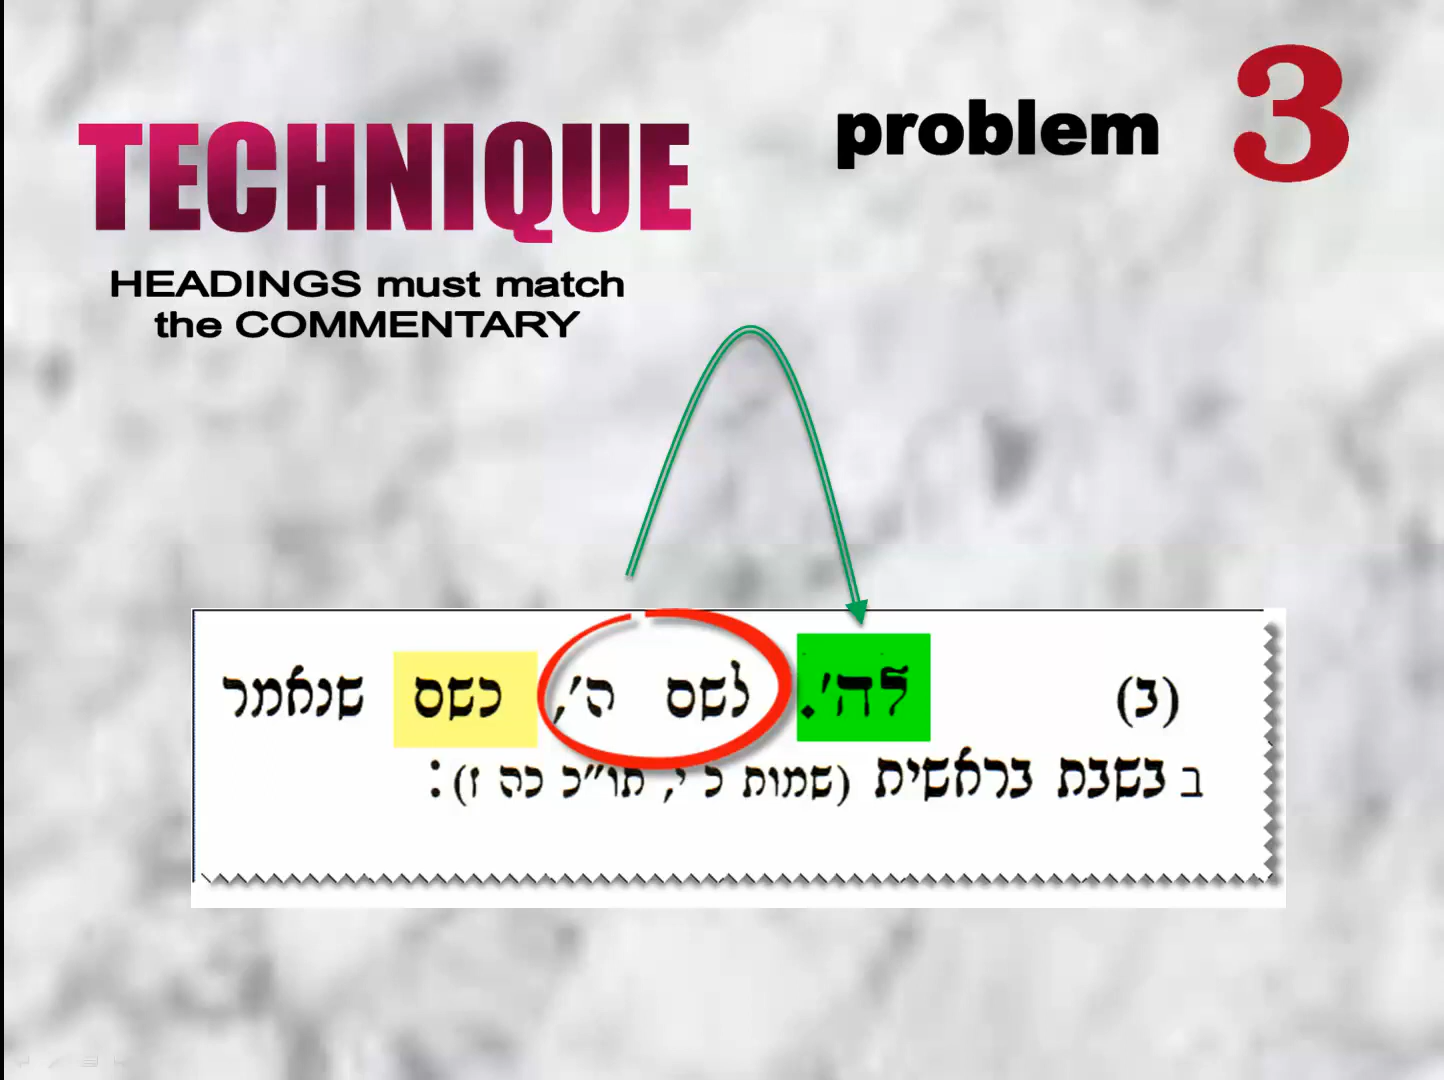 TECHNIQUE
problem 3
HEADINGS must match
the COMMENTARY
(ב) לה'. לשם ה', כשם שנאמר
ב בשבת בראשית (שמות כ י, תו"כ כה ז):